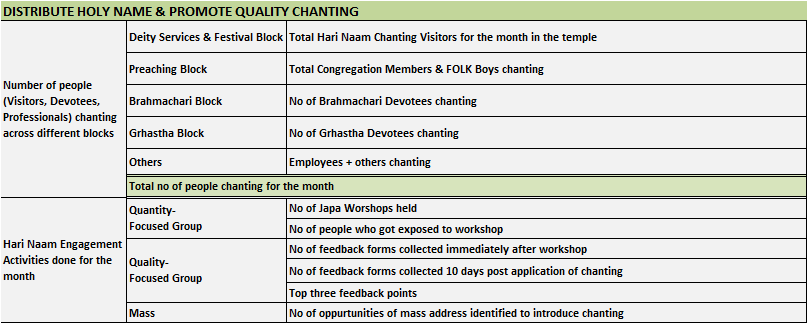 DISTRIBUTE HOLY NAME & PROMOTE QUALITY CHANTING
Number of people
(Visitors, Devotees,
Professionals) chanting
across different blocks
Deity Services & Festival Block
Total Hari Naam Chanting Visitors for the month in the temple
Preaching Block
Total Congregation Members & FOLK Boys chanting
Brahmachari Block
No of Brahmachari Devotees chanting
Grhastha Block
No of Grhastha Devotees chanting
Others
Employees + others chanting
Total no of people chanting for the month
Hari Naam Engagement
Activities done for the
month
Quantity-
Focused Group
No of Japa Worshops held
No of people who got exposed to workshop
Quality-
Focused Group
No of feedback forms collected immediately after workshop
No of feedback forms collected 10 days post application of chanting
Top three feedback points
Mass
No of oppurtunities of mass address identified to introduce chanting